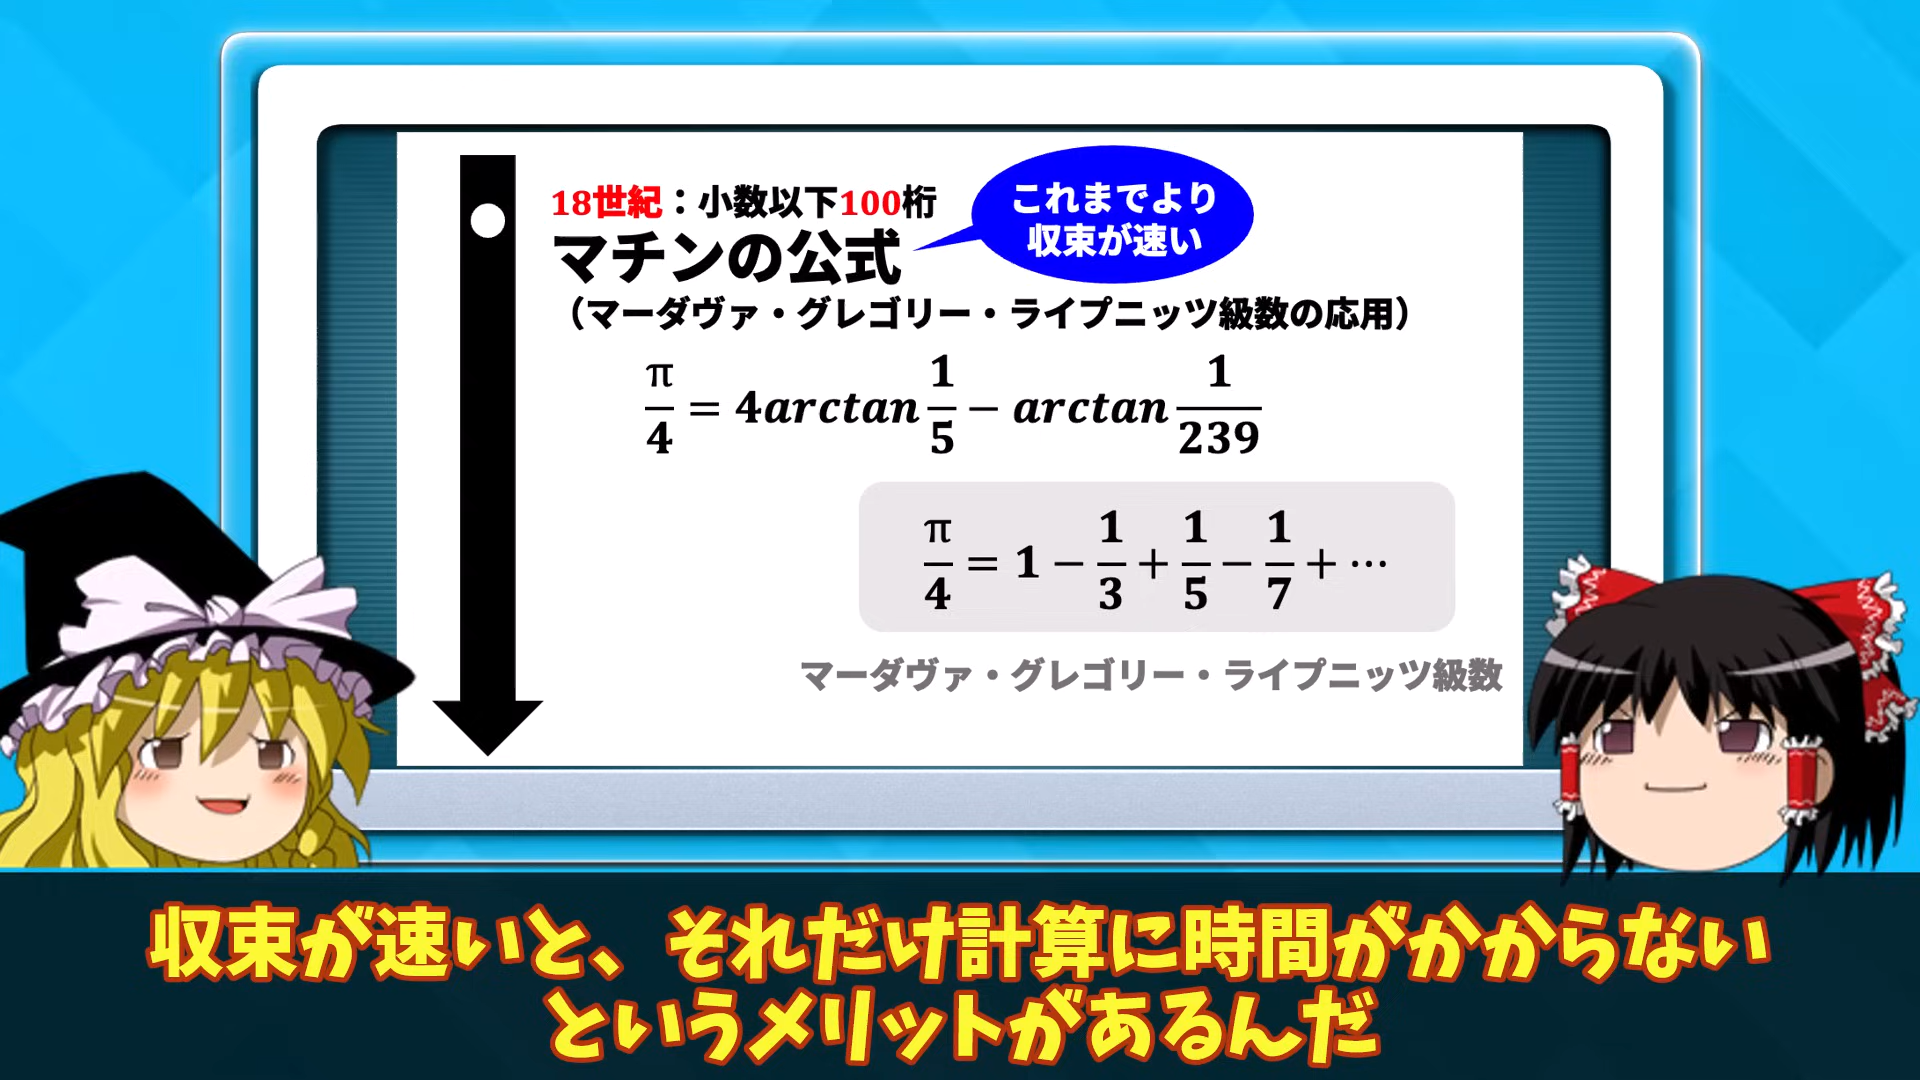 18世紀：小数以下100桁
これまでより
収束が速い
マチンの公式
（マーダヴァ・グレゴリー・ライプニッツ級数の応用）
π/4 = 4arctan 1/5 − arctan 1/239
π/4 = 1 − 1/3 + 1/5 − 1/7 + ⋯
マーダヴァ・グレゴリー・ライプニッツ級数
収束が速いと、それだけ計算に時間がかからない
というメリットがあるんだ